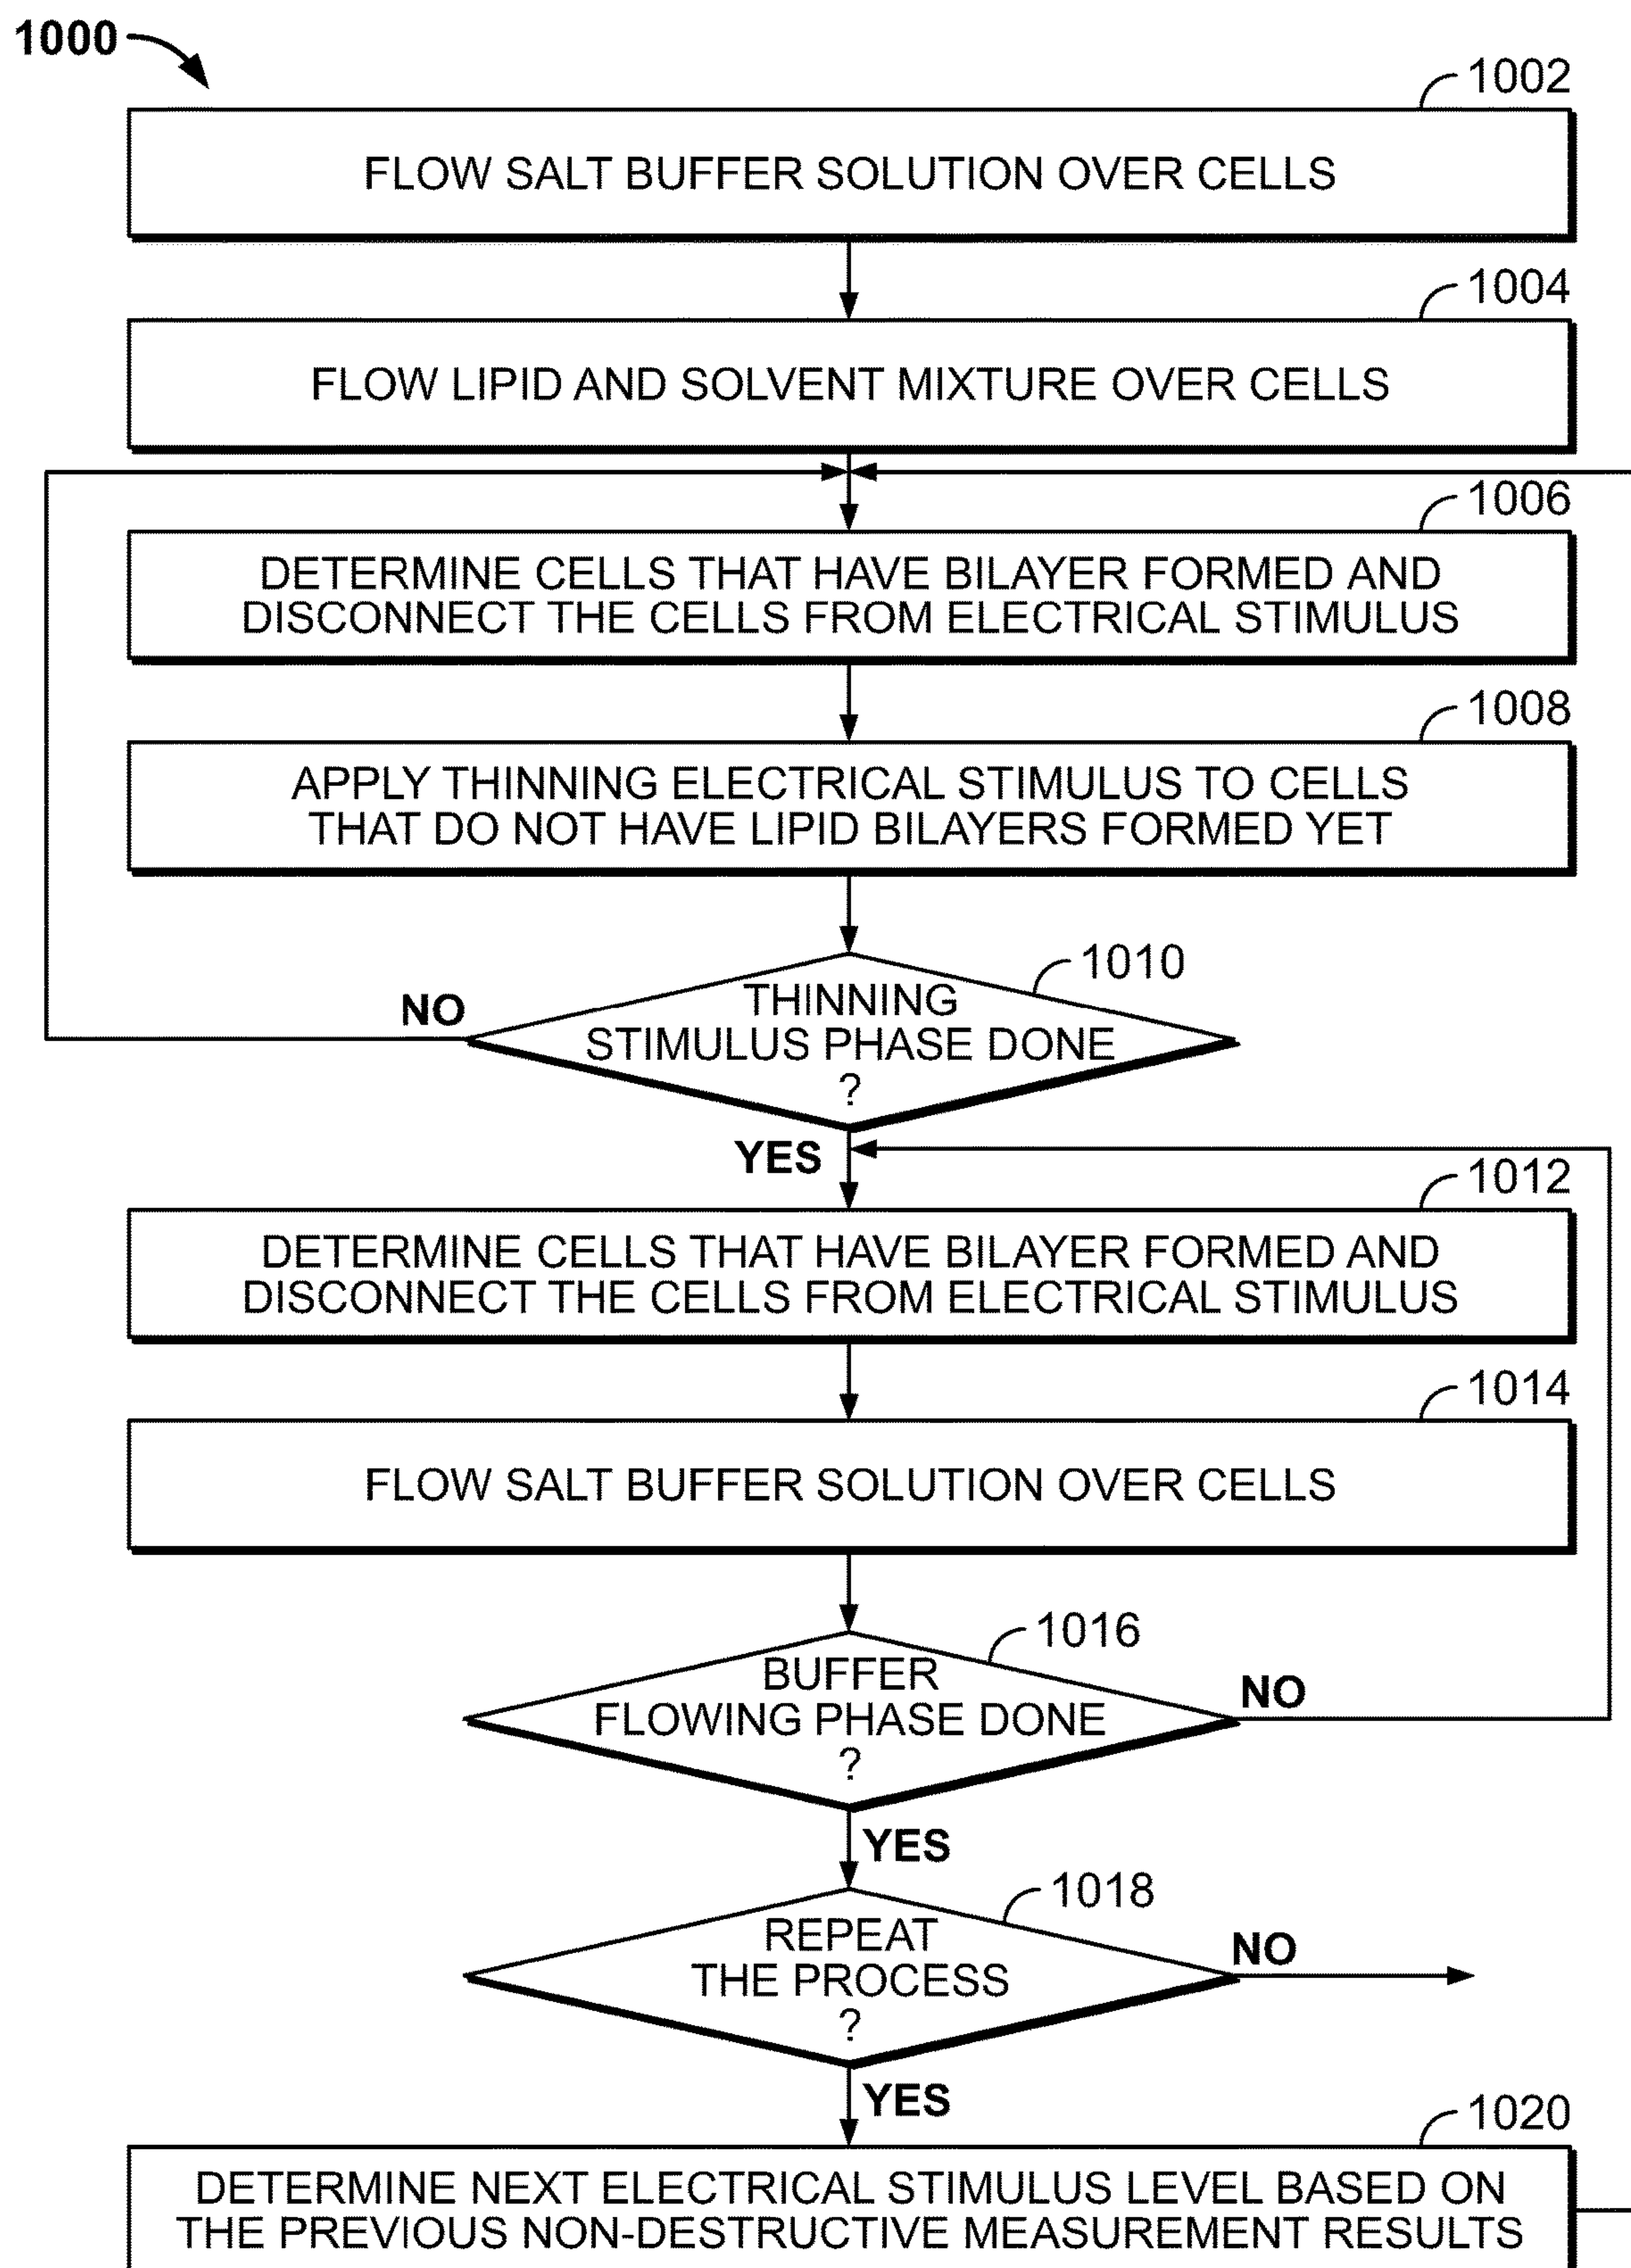 1000
1002
FLOW SALT BUFFER SOLUTION OVER CELLS
1004
FLOW LIPID AND SOLVENT MIXTURE OVER CELLS
1006
DETERMINE CELLS THAT HAVE BILAYER FORMED AND
DISCONNECT THE CELLS FROM ELECTRICAL STIMULUS
1008
APPLY THINNING ELECTRICAL STIMULUS TO CELLS
THAT DO NOT HAVE LIPID BILAYERS FORMED YET
1010
NO
THINNING
STIMULUS PHASE DONE
?
YES
1012
DETERMINE CELLS THAT HAVE BILAYER FORMED AND
DISCONNECT THE CELLS FROM ELECTRICAL STIMULUS
1014
FLOW SALT BUFFER SOLUTION OVER CELLS
1016
BUFFER
FLOWING PHASE DONE
?
NO
YES
1018
REPEAT
THE PROCESS
?
NO
YES
1020
DETERMINE NEXT ELECTRICAL STIMULUS LEVEL BASED ON
THE PREVIOUS NON-DESTRUCTIVE MEASUREMENT RESULTS